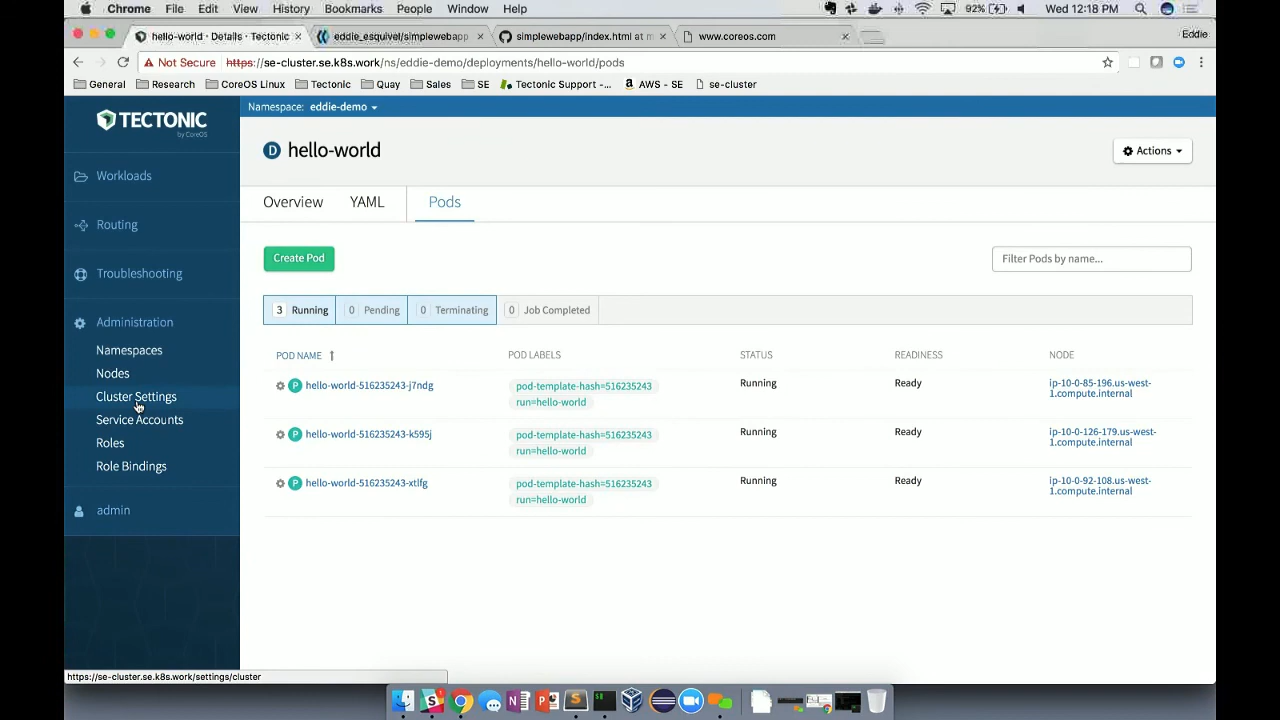 Chrome File Edit View History Bookmarks People Window Help 92% Wed 12:18 PM
hello-world · Details · Tectonic eddie_esquivel/simplewebapp simplewebapp/index.html at m www.coreos.com Eddie
Not Secure https://se-cluster.se.k8s.work/ns/eddie-demo/deployments/hello-world/pods
General Research CoreOS Linux Tectonic Quay Sales SE Tectonic Support -... AWS - SE se-cluster
Namespace: eddie-demo
TECTONIC
by CoreOS
D hello-world
Actions
Workloads
Overview YAML Pods
Routing
Create Pod
Filter Pods by name...
Troubleshooting
3 Running 0 Pending 0 Terminating 0 Job Completed
Administration
Namespaces
Nodes
Cluster Settings
Service Accounts
Roles
Role Bindings
admin
POD NAME POD LABELS STATUS READINESS NODE
P hello-world-516235243-j7ndg pod-template-hash=516235243 Running Ready ip-10-0-85-196.us-west-
run=hello-world 1.compute.internal
P hello-world-516235243-k595j pod-template-hash=516235243 Running Ready ip-10-0-126-179.us-west-
run=hello-world 1.compute.internal
P hello-world-516235243-xtlfg pod-template-hash=516235243 Running Ready ip-10-0-92-108.us-west-
run=hello-world 1.compute.internal
https://se-cluster.se.k8s.work/settings/cluster